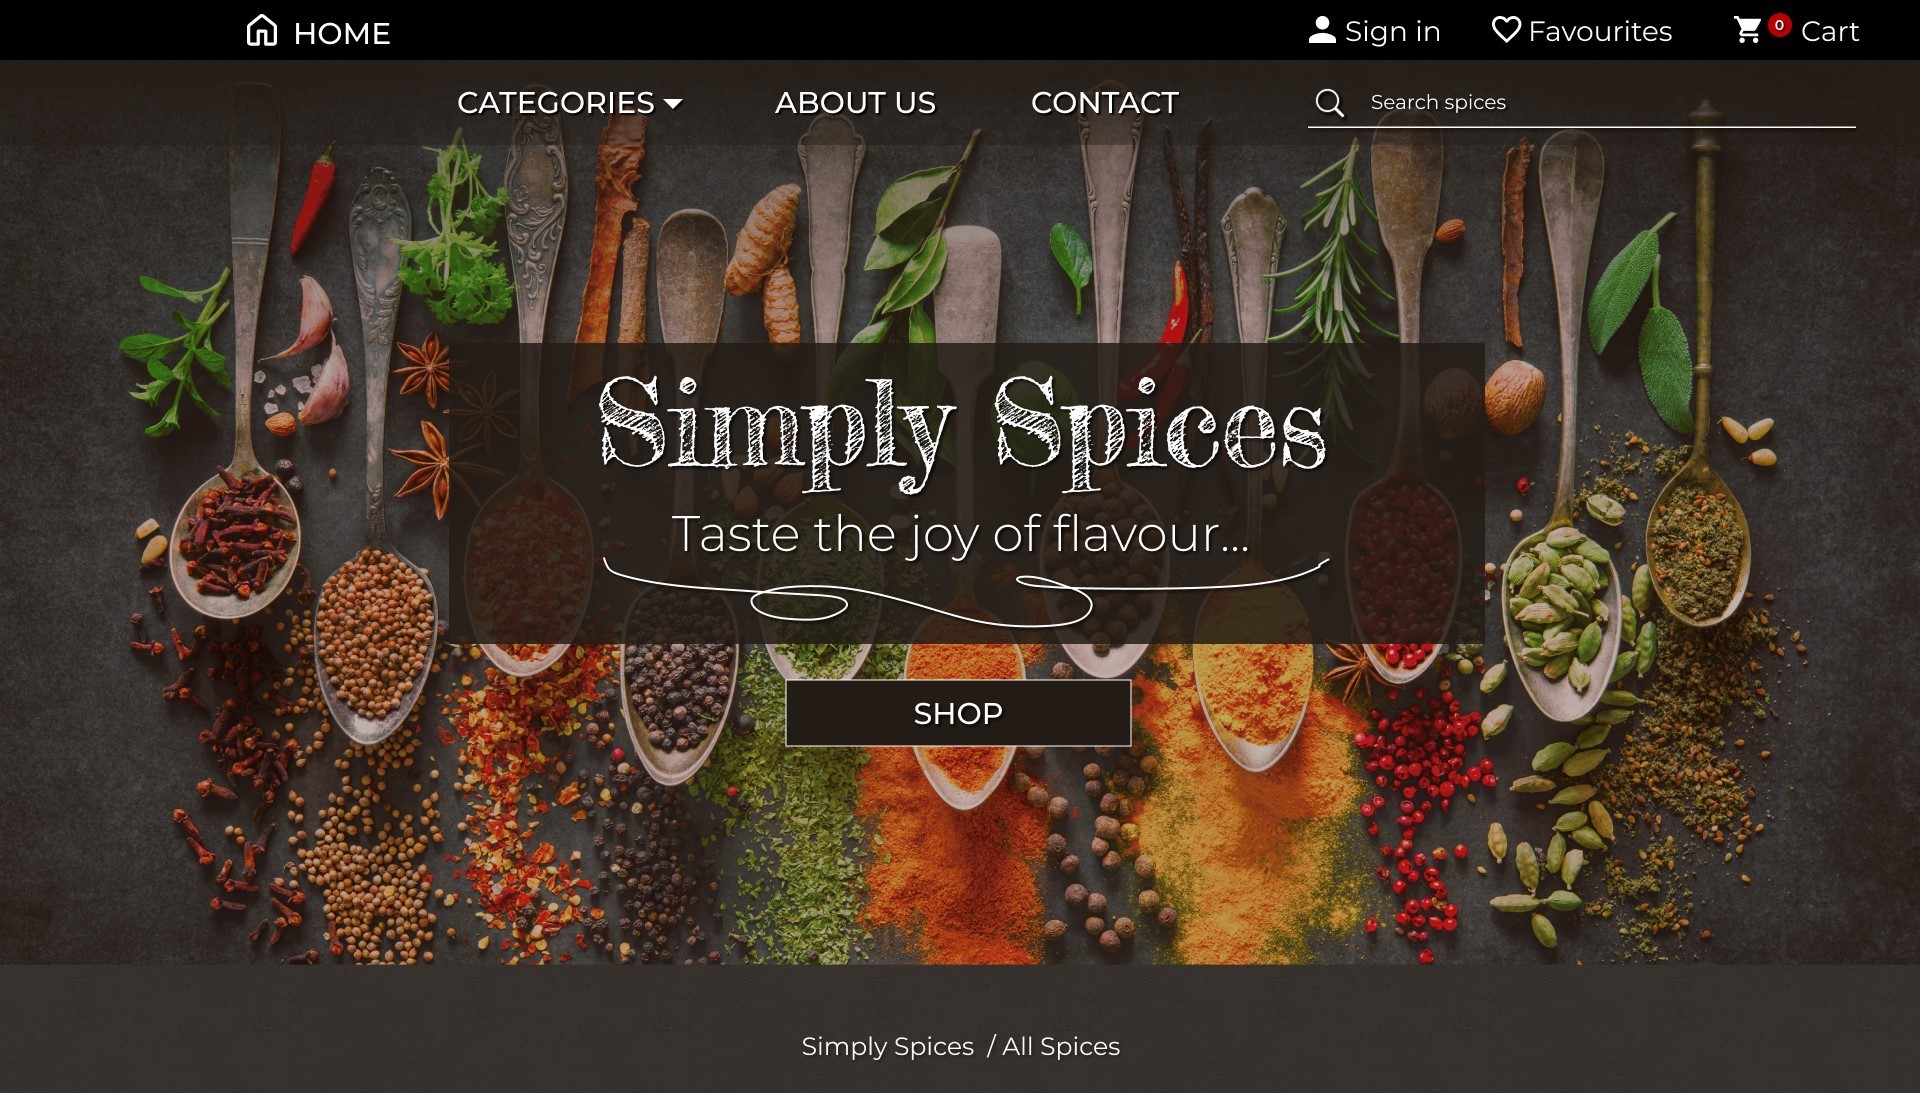 HOME
Sign in
Favourites
0
Cart
CATEGORIES
ABOUT US
CONTACT
Search spices
Simply Spices
Taste the joy of flavour...
SHOP
Simply Spices / All Spices